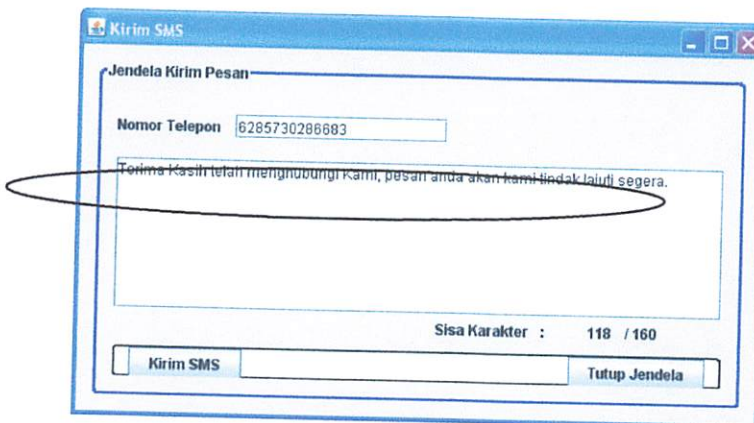 Kirim SMS
Jendela Kirim Pesan
Nomor Telepon 6285730286683
Terima Kasih telah menghubungi Kami, pesan anda akan kami tindak lajuti segera.
Sisa Karakter : 118 / 160
Kirim SMS Tutup Jendela